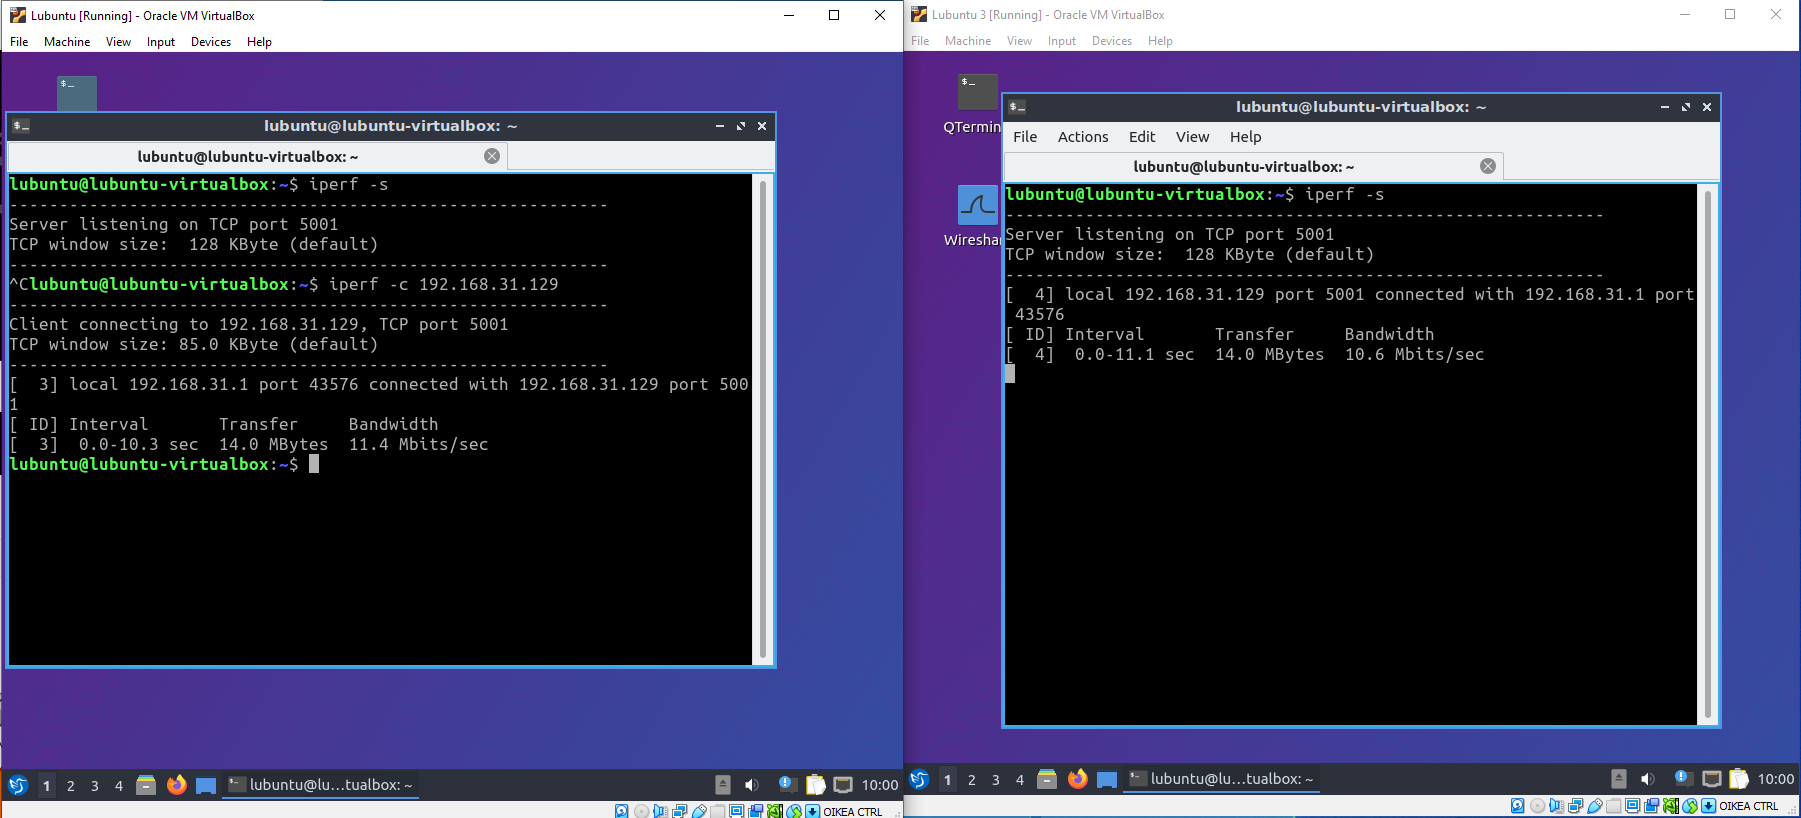 Lubuntu [Running] - Oracle VM VirtualBox
File Machine View Input Devices Help
$_
lubuntu@lubuntu-virtualbox: ~
lubuntu@lubuntu-virtualbox: ~
lubuntu@lubuntu-virtualbox:~$ iperf -s
------------------------------------------------------------
Server listening on TCP port 5001
TCP window size:  128 KByte (default)
------------------------------------------------------------
^Clubuntu@lubuntu-virtualbox:~$ iperf -c 192.168.31.129
------------------------------------------------------------
Client connecting to 192.168.31.129, TCP port 5001
TCP window size: 85.0 KByte (default)
------------------------------------------------------------
[  3] local 192.168.31.1 port 43576 connected with 192.168.31.129 port 500
1
[ ID] Interval       Transfer     Bandwidth
[  3]  0.0-10.3 sec  14.0 MBytes  11.4 Mbits/sec
lubuntu@lubuntu-virtualbox:~$
1 2 3 4 lubuntu@lu...tualbox: ~ 10:00
OIKEA CTRL
Lubuntu 3 [Running] - Oracle VM VirtualBox
File Machine View Input Devices Help
$_
QTermin
Wiresha
lubuntu@lubuntu-virtualbox: ~
File Actions Edit View Help
lubuntu@lubuntu-virtualbox: ~
lubuntu@lubuntu-virtualbox:~$ iperf -s
------------------------------------------------------------
Server listening on TCP port 5001
TCP window size:  128 KByte (default)
------------------------------------------------------------
[  4] local 192.168.31.129 port 5001 connected with 192.168.31.1 port
 43576
[ ID] Interval       Transfer     Bandwidth
[  4]  0.0-11.1 sec  14.0 MBytes  10.6 Mbits/sec
1 2 3 4 lubuntu@lu...tualbox: ~ 10:00
OIKEA CTRL